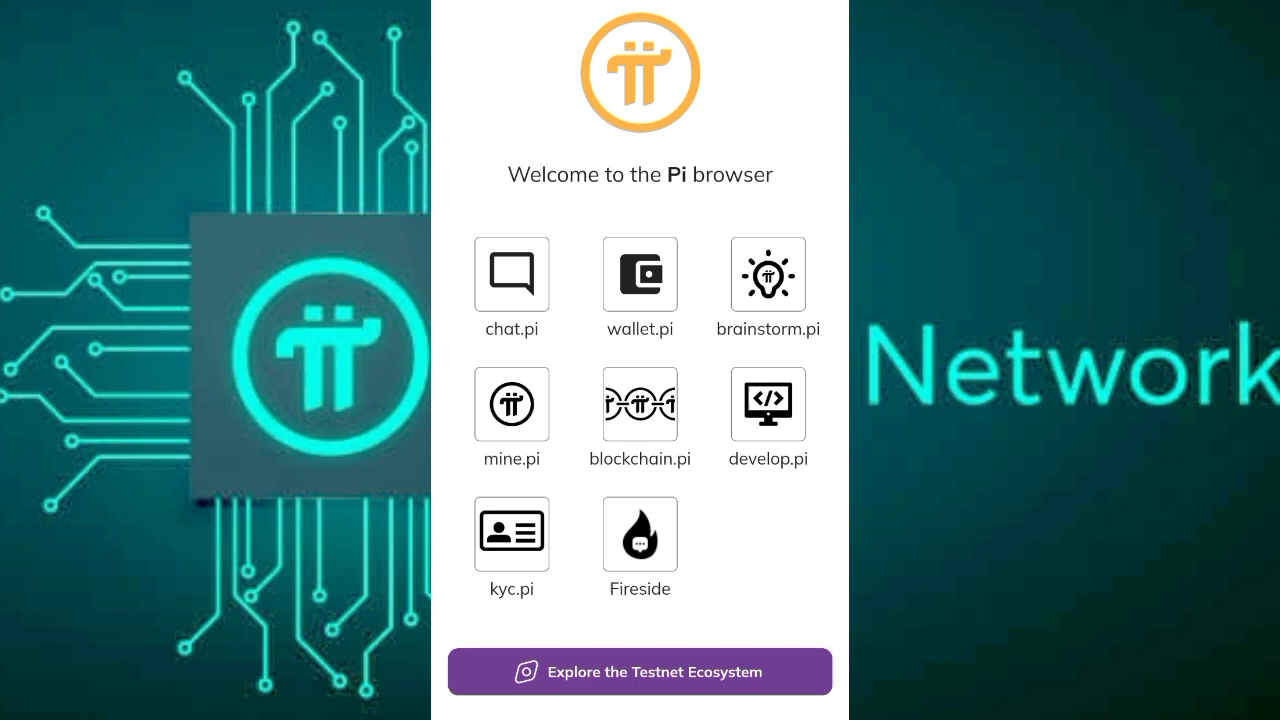 Welcome to the Pi browser
chat.pi
wallet.pi
brainstorm.pi
mine.pi
blockchain.pi
develop.pi
kyc.pi
Fireside
Explore the Testnet Ecosystem
Network